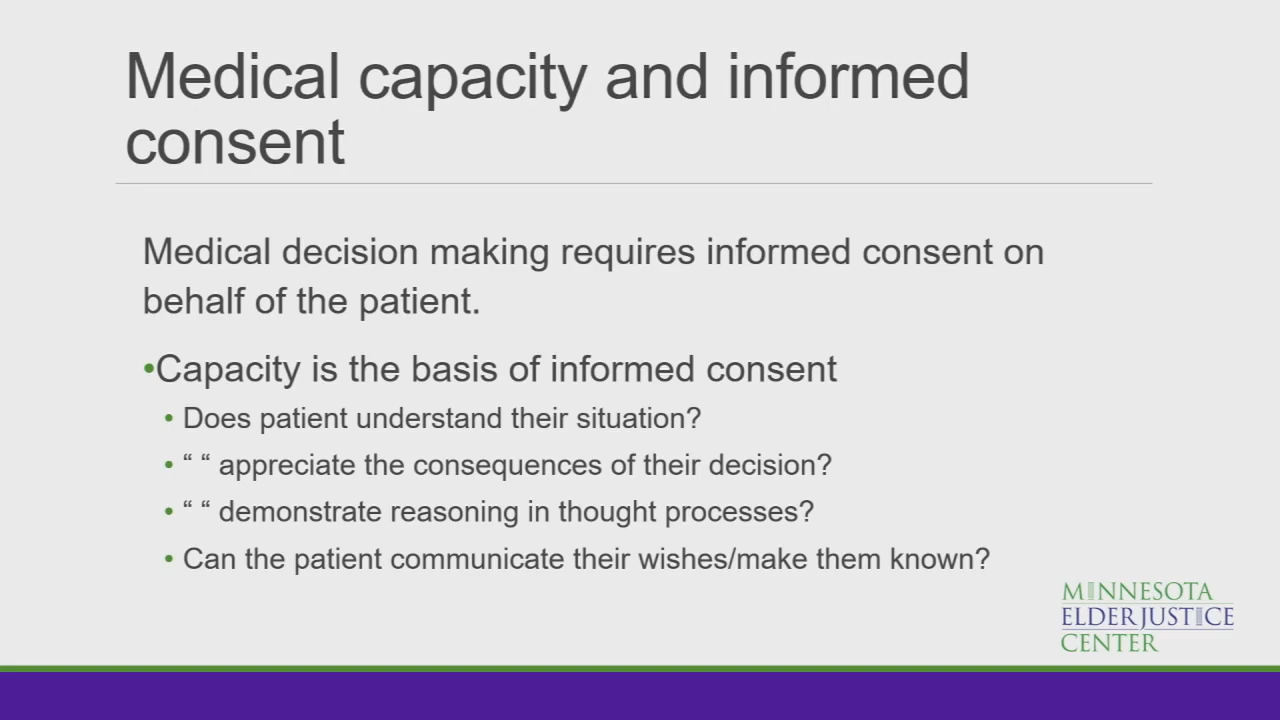 Medical capacity and informed
consent
Medical decision making requires informed consent on
behalf of the patient.
•Capacity is the basis of informed consent
• Does patient understand their situation?
• “ “ appreciate the consequences of their decision?
• “ “ demonstrate reasoning in thought processes?
• Can the patient communicate their wishes/make them known?
MINNESOTA
ELDER JUSTICE
CENTER